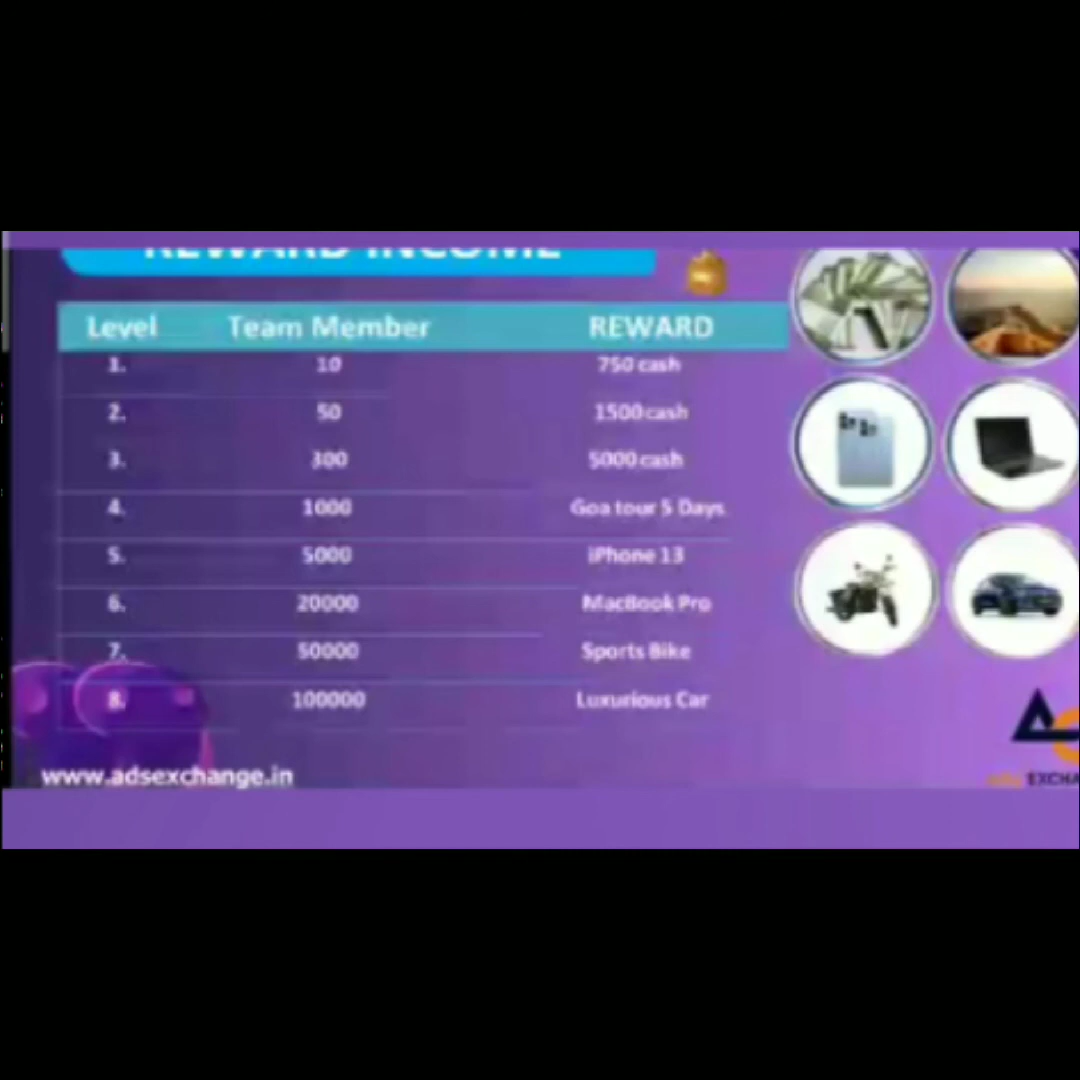 REWARD INCOME
Level Team Member REWARD
1. 10 750 cash
2. 50 1500 cash
3. 300 5000 cash
4. 1000 Goa tour 5 Days
5. 5000 iPhone 13
6. 20000 MacBook Pro
7. 50000 Sports Bike
8. 100000 Luxurious Car
www.adsexchange.in